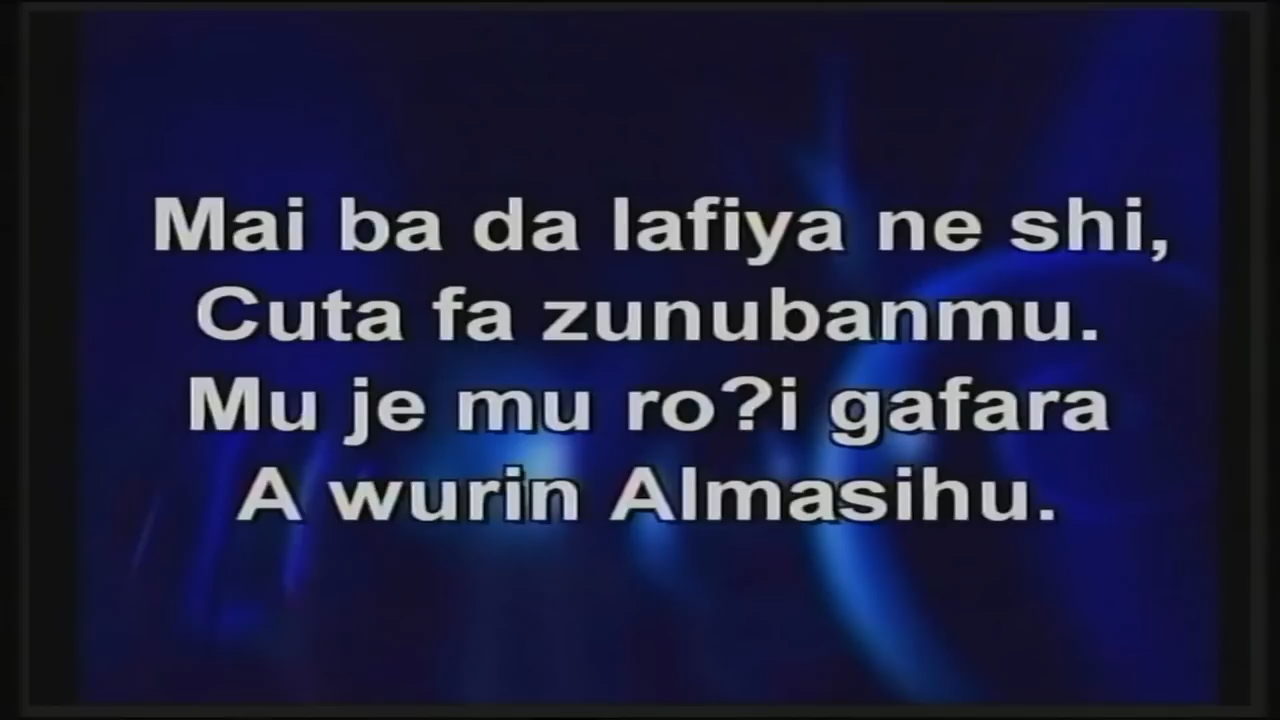 Mai ba da lafiya ne shi,
Cuta fa zunubanmu.
Mu je mu ro?i gafara
A wurin Almasihu.